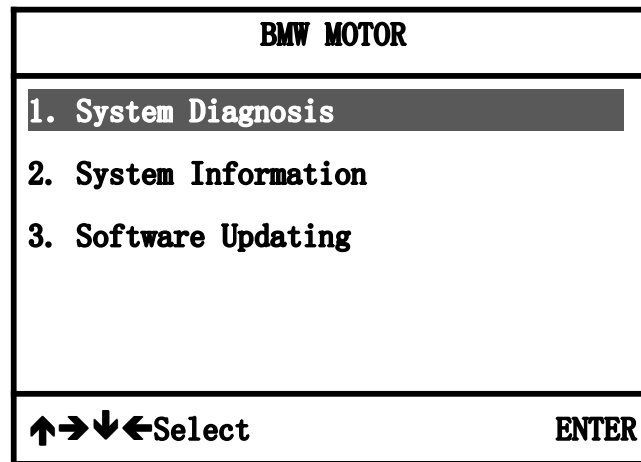 BMW MOTOR
1. System Diagnosis
2. System Information
3. Software Updating
↑→↓←Select ENTER